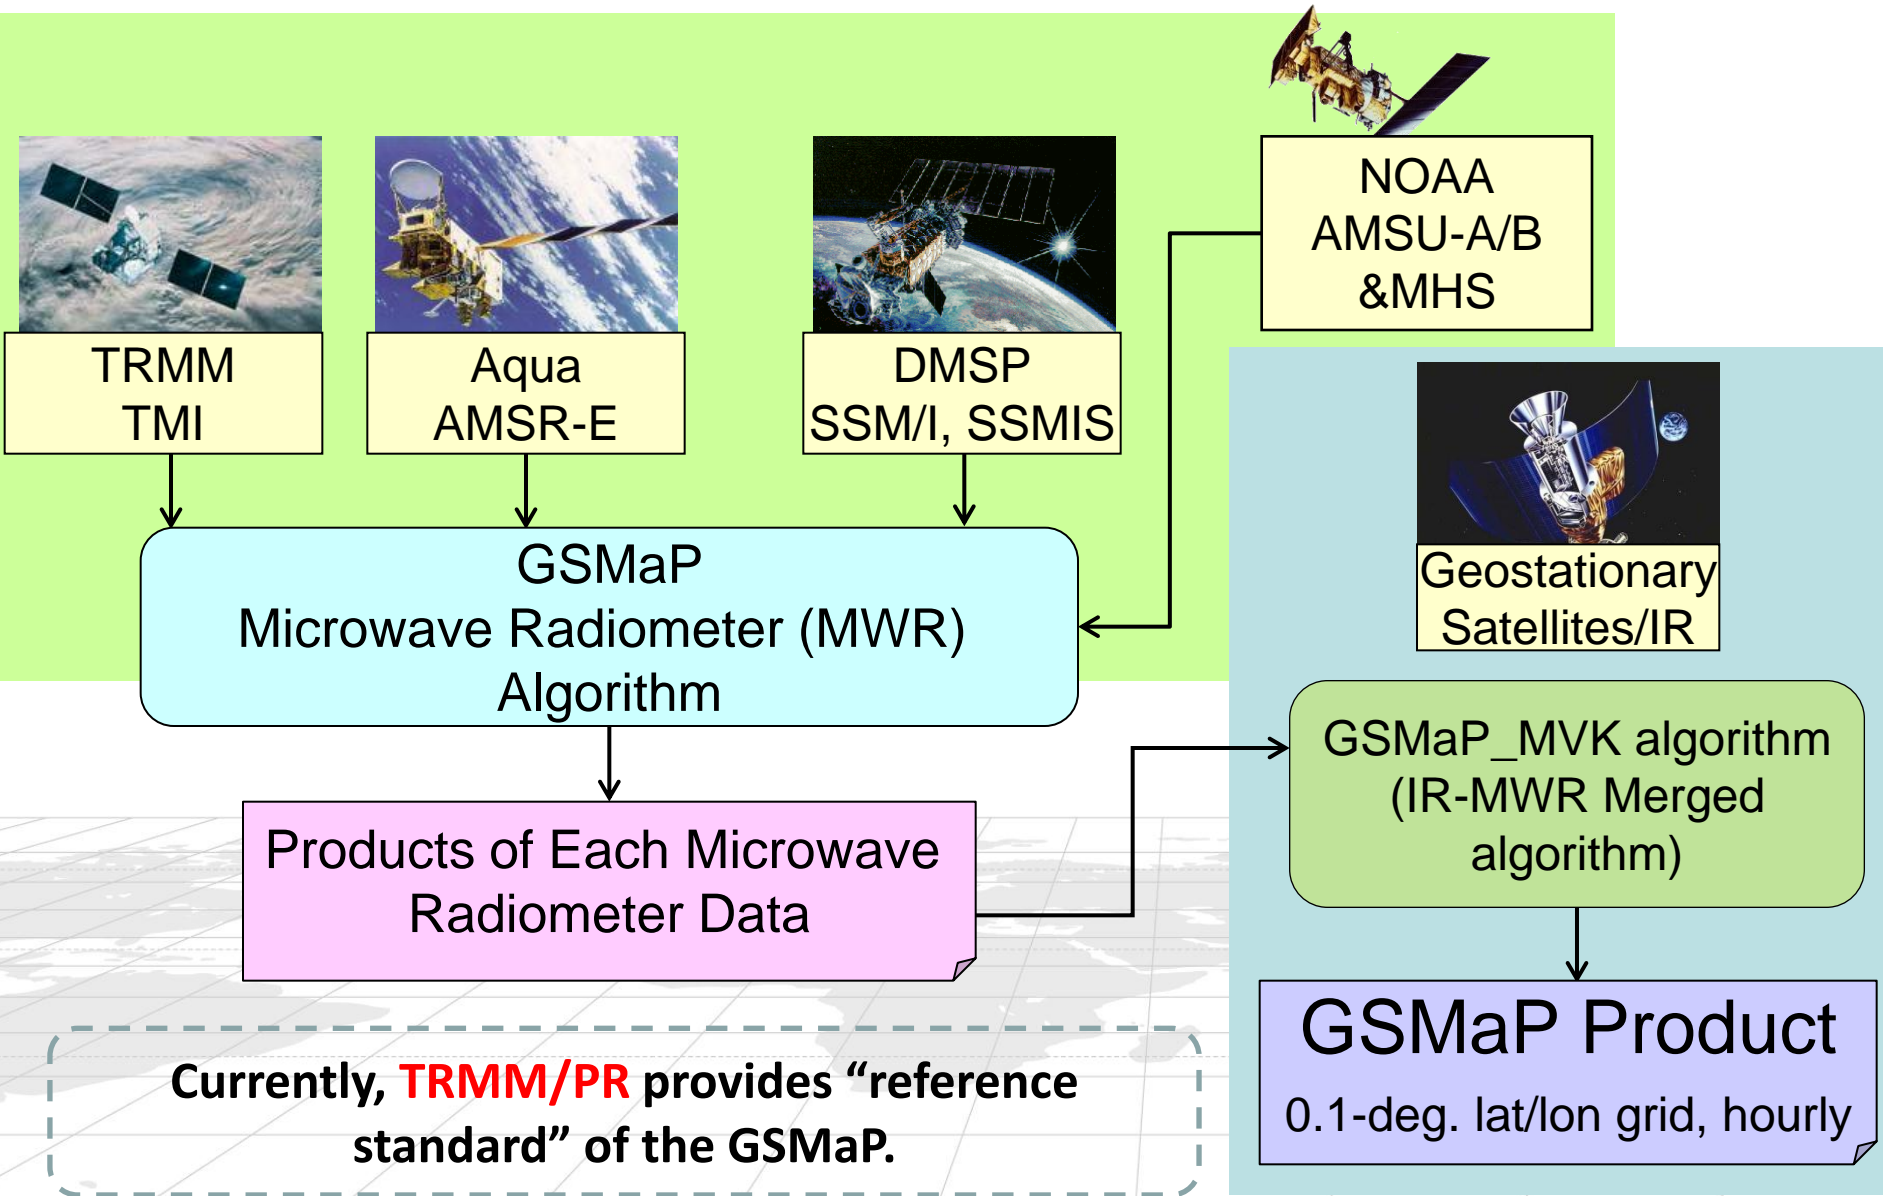 NOAA
AMSU-A/B
&MHS
TRMM
TMI
Aqua
AMSR-E
DMSP
SSM/I, SSMIS
Geostationary
Satellites/IR
GSMaP
Microwave Radiometer (MWR)
Algorithm
GSMaP_MVK algorithm
(IR-MWR Merged
algorithm)
Products of Each Microwave
Radiometer Data
GSMaP Product
0.1-deg. lat/lon grid, hourly
Currently, TRMM/PR provides “reference
standard” of the GSMaP.